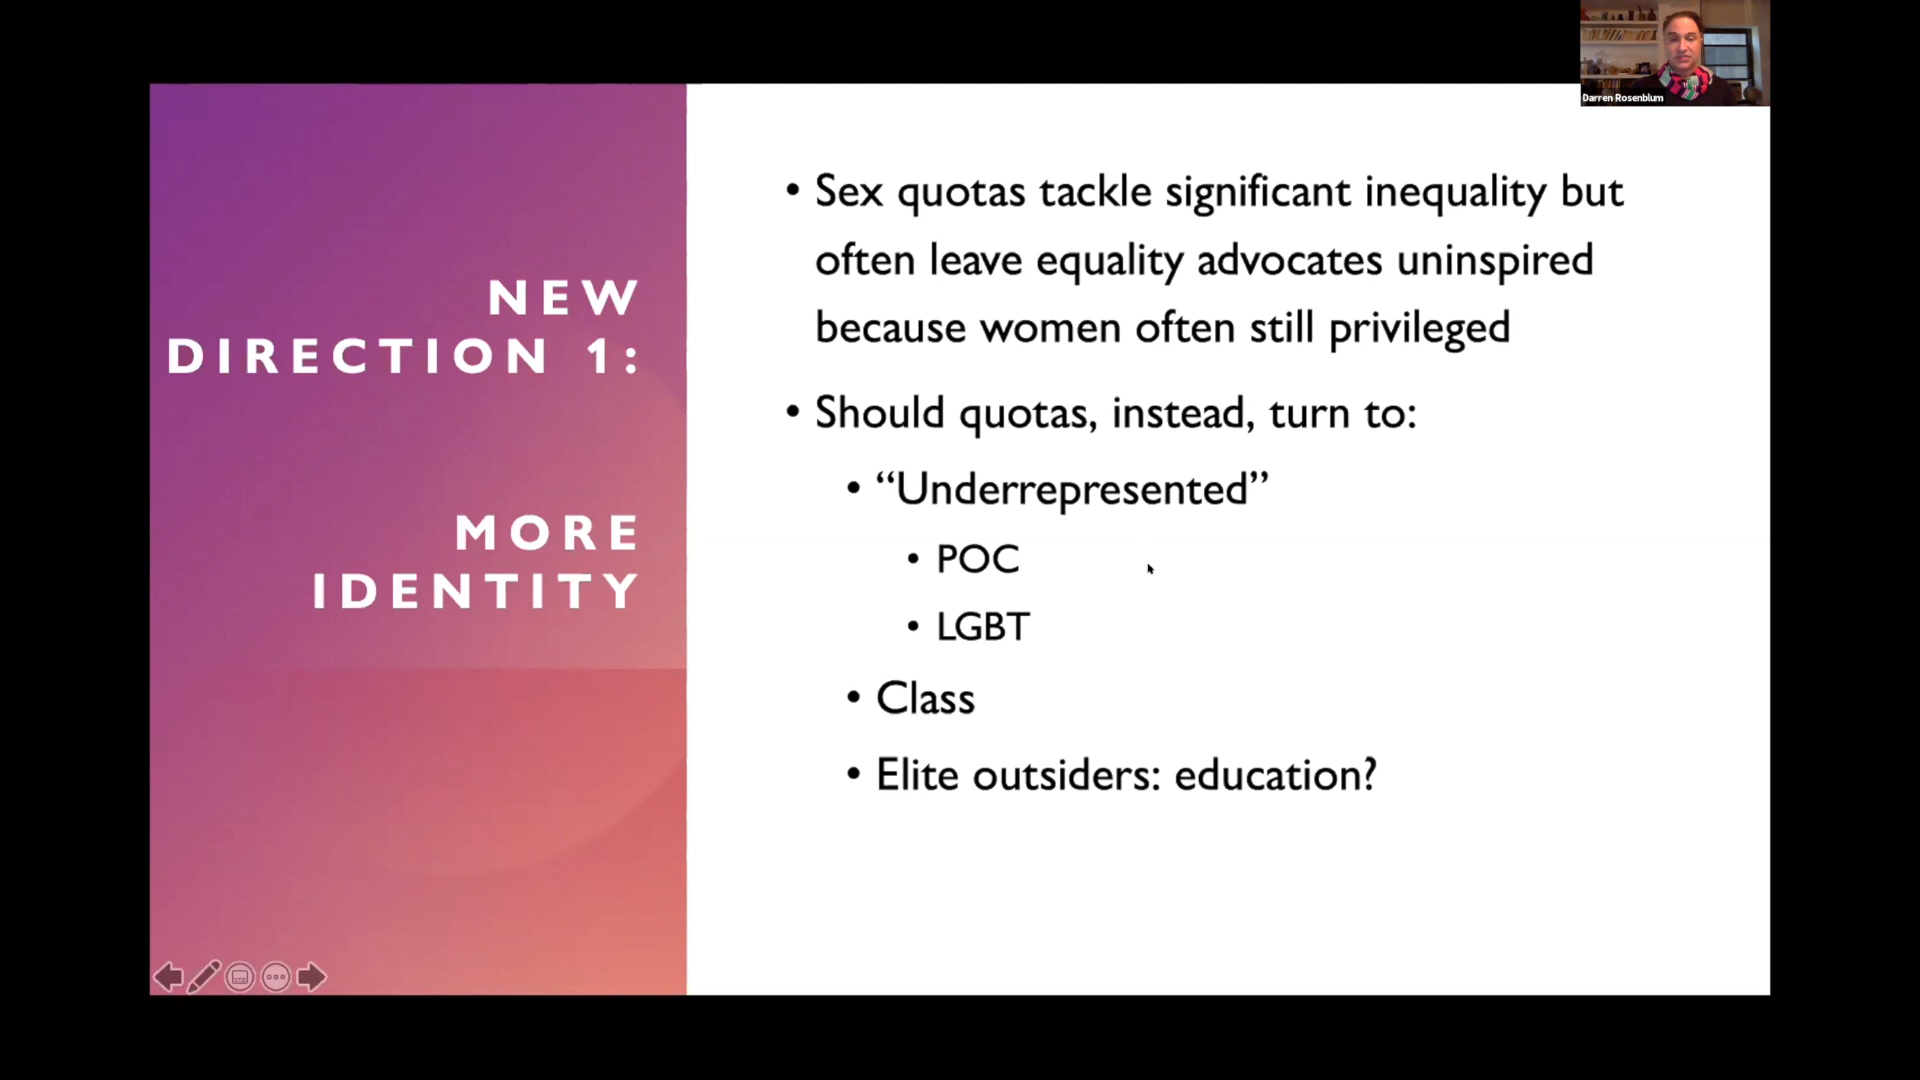 Darren Rosenblum
NEW
DIRECTION 1:
MORE
IDENTITY
• Sex quotas tackle significant inequality but
often leave equality advocates uninspired
because women often still privileged
• Should quotas, instead, turn to:
• “Underrepresented”
• POC
• LGBT
• Class
• Elite outsiders: education?